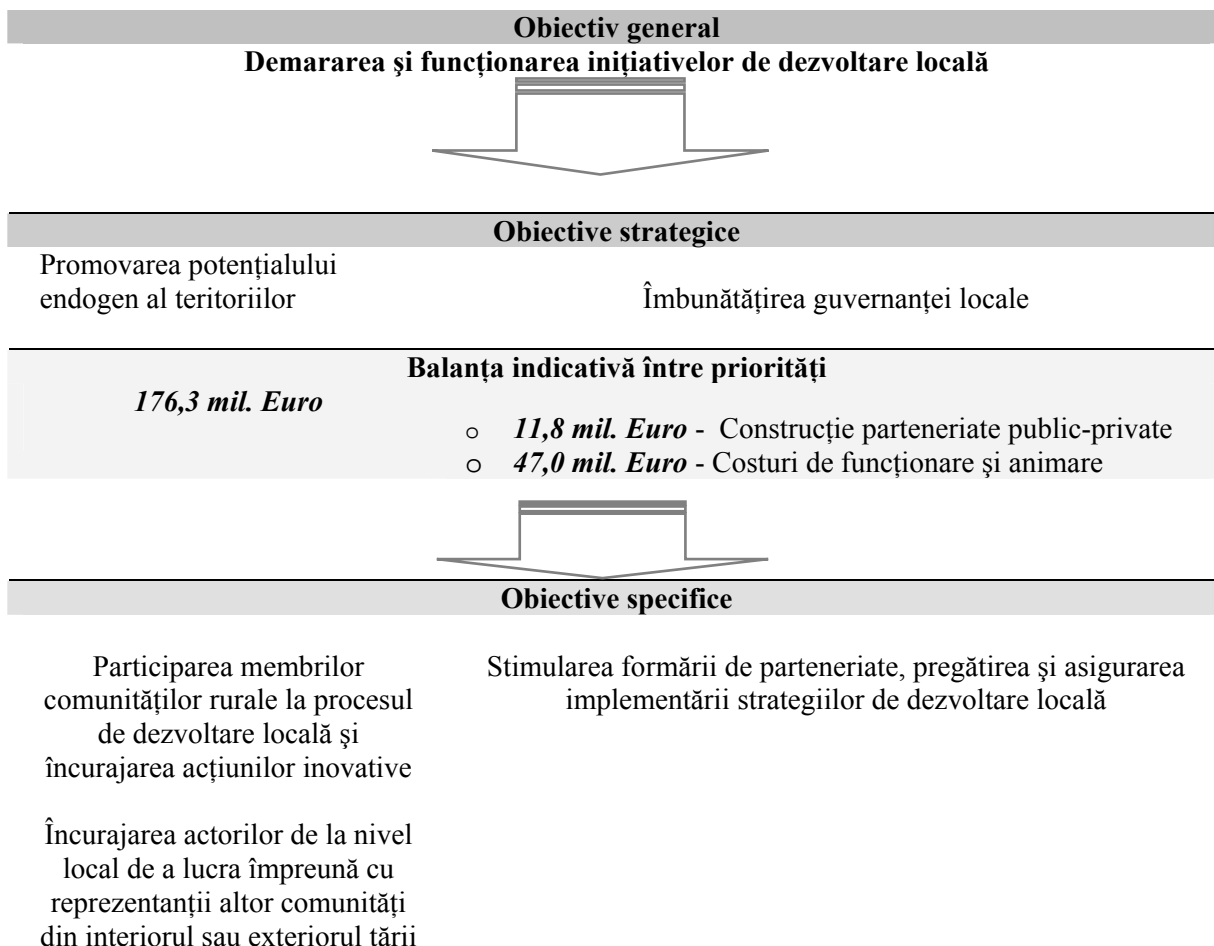 Obiectiv general
Demararea şi funcţionarea iniţiativelor de dezvoltare locală
Obiective strategice
Promovarea potenţialului
endogen al teritoriilor
Îmbunătăţirea guvernanţei locale
Balanţa indicativă între priorităţi
176,3 mil. Euro
o 11,8 mil. Euro - Construcţie parteneriate public-private
o 47,0 mil. Euro - Costuri de funcţionare şi animare
Obiective specifice
Participarea membrilor
comunităţilor rurale la procesul
de dezvoltare locală şi
încurajarea acţiunilor inovative
Stimularea formării de parteneriate, pregătirea şi asigurarea
implementării strategiilor de dezvoltare locală
Încurajarea actorilor de la nivel
local de a lucra împreună cu
reprezentanţii altor comunităţi
din interiorul sau exteriorul ţării